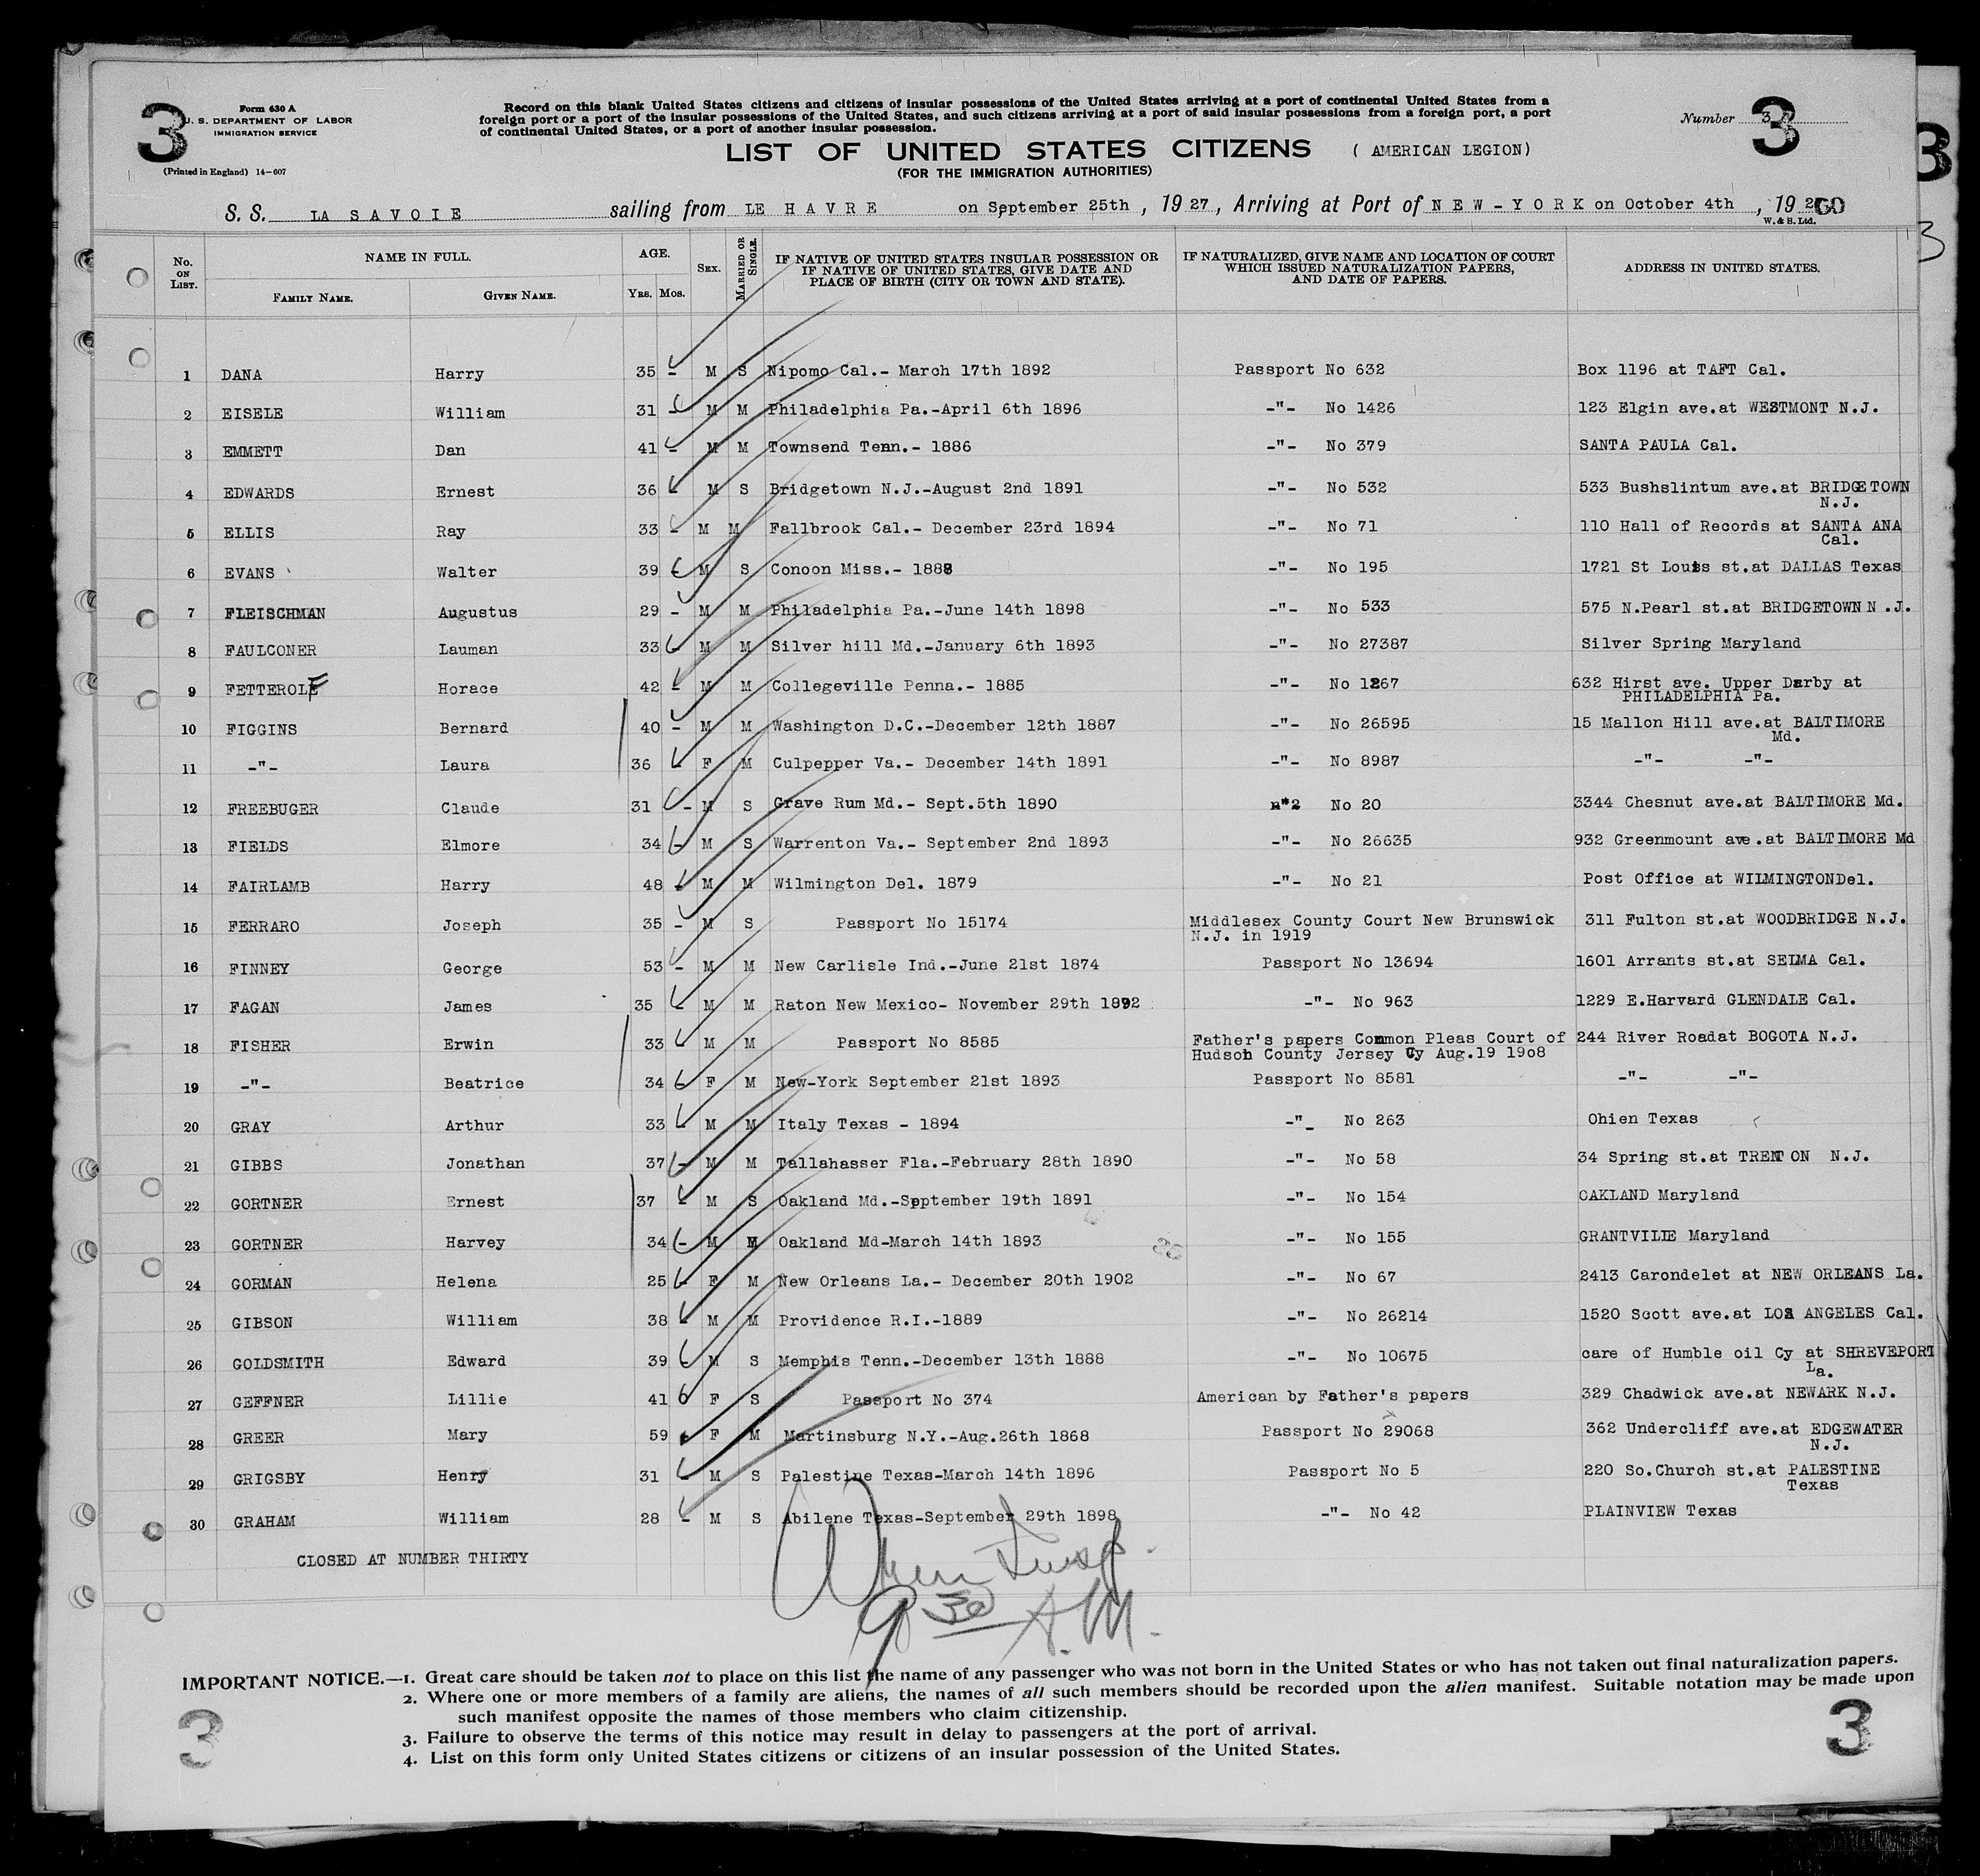 3
Form 630 A
U. S. DEPARTMENT OF LABOR
IMMIGRATION SERVICE
(Printed in England) 14-607
Record on this blank United States citizens and citizens of insular possessions of the United States arriving at a port of continental United States from a
foreign port or a port of the insular possessions of the United States, and such citizens arriving at a port of said insular possessions from a foreign port, a port
of continental United States, or a port of another insular possession.
Number 3
3
3
LIST OF UNITED STATES CITIZENS ( AMERICAN LEGION)
(FOR THE IMMIGRATION AUTHORITIES)
S. S. LA SAVOIE sailing from LE HAVRE on September 25th , 19 27, Arriving at Port of NEW-YORK on October 4th , 19 2
W. & S. Ltd.
3
No. ON LIST. NAME IN FULL. AGE. SEX. MARRIED OR SINGLE. IF NATIVE OF UNITED STATES INSULAR POSSESSION OR IF NATIVE OF UNITED STATES, GIVE DATE AND PLACE OF BIRTH (CITY OR TOWN AND STATE). IF NATURALIZED, GIVE NAME AND LOCATION OF COURT WHICH ISSUED NATURALIZATION PAPERS, AND DATE OF PAPERS. ADDRESS IN UNITED STATES.
FAMILY NAME. GIVEN NAME. YRS. MOS.
1 DANA Harry 35 - M S Nipomo Cal.- March 17th 1892 Passport No 632 Box 1196 at TAFT Cal.
2 EISELE William 31 - M M Philadelphia Pa.-April 6th 1896 -"- No 1426 123 Elgin ave.at WESTMONT N.J.
3 EMMETT Dan 41 - M M Townsend Tenn.- 1886 -"- No 379 SANTA PAULA Cal.
4 EDWARDS Ernest 36 - M S Bridgetown N.J.-August 2nd 1891 -"- No 532 533 Bushslintum ave.at BRIDGETOWN
N.J.
5 ELLIS Ray 33 - M M Fallbrook Cal.- December 23rd 1894 -"- No 71 110 Hall of Records at SANTA ANA
Cal.
6 EVANS Walter 39 - M S Conoon Miss.- 1888 -"- No 195 1721 St Louis st.at DALLAS Texas
7 FLEISCHMAN Augustus 29 - M M Philadelphia Pa.-June 14th 1898 -"- No 533 575 N.Pearl st.at BRIDGETOWN N.J.
8 FAULCONER Lauman 33 M M Silver hill Md.-January 6th 1893 -"- No 27387 Silver Spring Maryland
9 FETTEROLF Horace 42 - M M Collegeville Penna.- 1885 -"- No 1267 632 Hirst ave. Upper Darby at
PHILADELPHIA Pa.
10 FIGGINS Bernard 40 - M M Washington D.C.-December 12th 1887 -"- No 26595 15 Mallon Hill ave.at BALTIMORE
Md.
11 -"- Laura 36 - F M Culpepper Va.- December 14th 1891 -"- No 8987 -"- -"-
12 FREEBUGER Claude 31 - M S Grave Rum Md.- Sept.5th 1890 No 20 3344 Chesnut ave.at BALTIMORE Md.
13 FIELDS Elmore 34 - M S Warrenton Va.- September 2nd 1893 -"- No 26635 932 Greenmount ave.at BALTIMORE Md
14 FAIRLAMB Harry 48 - M M Wilmington Del. 1879 -"- No 21 Post Office at WILMINGTONDel.
15 FERRARO Joseph 35 - M S Passport No 15174 Middlesex County Court New Brunswick 311 Fulton st.at WOODBRIDGE N.J.
N.J. in 1919
16 FINNEY George 53 - M M New Carlisle Ind.-June 21st 1874 Passport No 13694 1601 Arrants st.at SELMA Cal.
17 FAGAN James 35 - M M Raton New Mexico- November 29th 1892 -"- No 963 1229 E.Harvard GLENDALE Cal.
18 FISHER Erwin 33 - M M Passport No 8585 Father's papers Common Pleas Court of 244 River Roadat BOGOTA N.J.
Hudson County Jersey Cy Aug.19 1908
19 -"- Beatrice 34 - F M New-York September 21st 1893 Passport No 8581 -"- -"-
20 GRAY Arthur 33 - M M Italy Texas - 1894 -"- No 263 Ohien Texas
21 GIBBS Jonathan 37 - M M Tallahasser Fla.-February 28th 1890 -"- No 58 34 Spring st.at TRENTON N.J.
22 GORTNER Ernest 37 - M S Oakland Md.-September 19th 1891 -"- No 154 OAKLAND Maryland
23 GORTNER Harvey 34 - M M Oakland Md-March 14th 1893 -"- No 155 GRANTVILLE Maryland
24 GORMAN Helena 25 - F M New Orleans La.- December 20th 1902 -"- No 67 2413 Carondelet at NEW ORLEANS La.
25 GIBSON William 38 - M M Providence R.I.-1889 -"- No 26214 1520 Scott ave.at LOS ANGELES Cal.
26 GOLDSMITH Edward 39 - M S Memphis Tenn.-December 13th 1888 -"- No 10675 care of Humble oil Cy at SHREVEPORT
La.
27 GEFFNER Lillie 41 F S Passport No 374 American by Father's papers 329 Chadwick ave.at NEWARK N.J.
28 GREER Mary 59 - F M Martinsburg N.Y.-Aug.26th 1868 Passport No 29068 362 Undercliff ave.at EDGEWATER
N.J.
29 GRIGSBY Henry 31 - M S Palestine Texas-March 14th 1896 Passport No 5 220 So.Church st.at PALESTINE
Texas
30 GRAHAM William 28 - M S Abilene Texas-September 29th 1898 -"- No 42 PLAINVIEW Texas
CLOSED AT NUMBER THIRTY
Insp.
9 30 A.M.
IMPORTANT NOTICE.—1. Great care should be taken not to place on this list the name of any passenger who was not born in the United States or who has not taken out final naturalization papers.
2. Where one or more members of a family are aliens, the names of all such members should be recorded upon the alien manifest. Suitable notation may be made upon
such manifest opposite the names of those members who claim citizenship.
3. Failure to observe the terms of this notice may result in delay to passengers at the port of arrival.
4. List on this form only United States citizens or citizens of an insular possession of the United States.
3
3